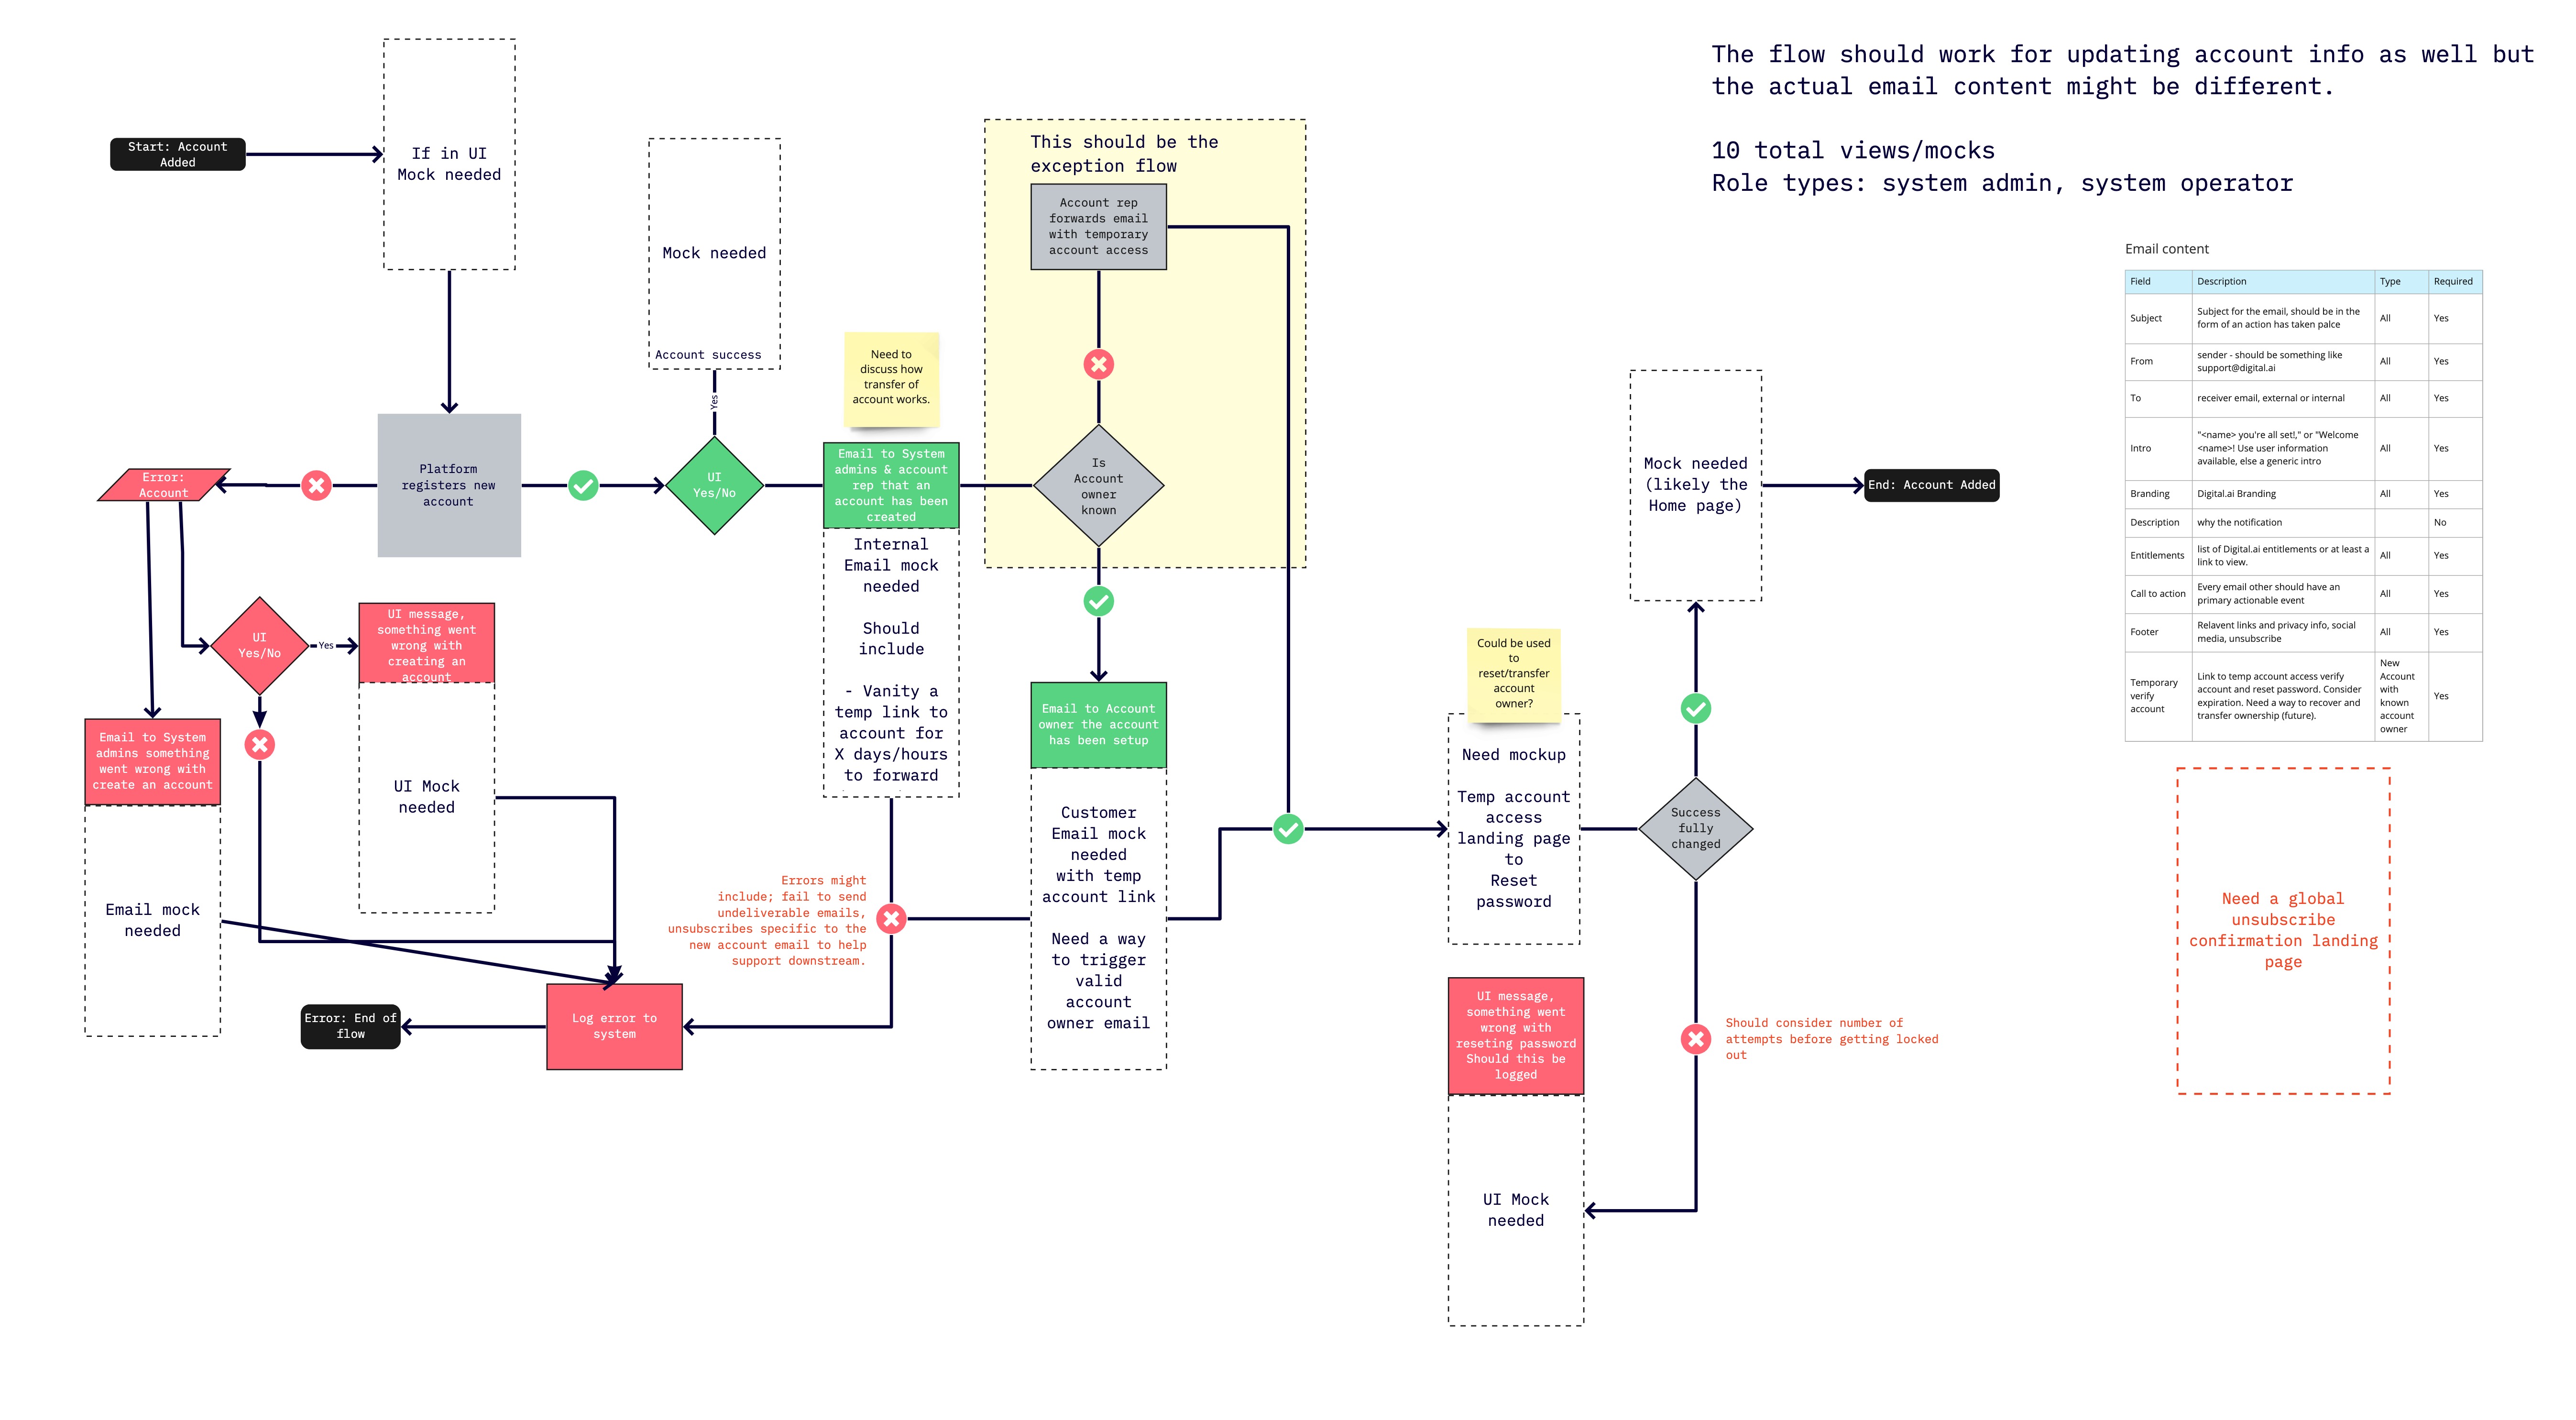 The flow should work for updating account info as well but
the actual email content might be different.
10 total views/mocks
Role types: system admin, system operator
Start: Account
Added
If in UI
Mock needed
Mock needed
Account success
Yes
This should be the
exception flow
Account rep
forwards email
with temporary
account access
Need to
discuss how
transfer of
account works.
Error:
Account
Platform
registers new
account
UI
Yes/No
Email to System
admins & account
rep that an
account has been
created
Internal
Email mock
needed
Should
include
- Vanity a
temp link to
account for
X days/hours
to forward
Is
Account
owner
known
UI
Yes/No
Yes
UI message,
something went
wrong with
creating an
account
UI Mock
needed
Email to System
admins something
went wrong with
create an account
Email mock
needed
Errors might
include; fail to send
undeliverable emails,
unsubscribes specific to the
new account email to help
support downstream.
Log error to
system
Error: End of
flow
Email to Account
owner the account
has been setup
Customer
Email mock
needed
with temp
account link
Need a way
to trigger
valid
account
owner email
Could be used
to
reset/transfer
account
owner?
Need mockup
Temp account
access
landing page
to
Reset
password
Success
fully
changed
Mock needed
(likely the
Home page)
End: Account Added
UI message,
something went
wrong with
reseting password
Should this be
logged
UI Mock
needed
Should consider number of
attempts before getting locked
out
Email content
Field Description Type Required
Subject Subject for the email, should be in the
form of an action has taken palce All Yes
From sender - should be something like
support@digital.ai All Yes
To receiver email, external or internal All Yes
Intro "<name> you're all set!," or "Welcome
<name>! Use user information
available, else a generic intro All Yes
Branding Digital.ai Branding All Yes
Description why the notification No
Entitlements list of Digital.ai entitlements or at least a
link to view. All Yes
Call to action Every email other should have an
primary actionable event All Yes
Footer Relavent links and privacy info, social
media, unsubscribe All Yes
Temporary
verify
account
Link to temp account access verify
account and reset password. Consider
expiration. Need a way to recover and
transfer ownership (future).
New
Account
with
known
account
owner
Yes
Need a global
unsubscribe
confirmation landing
page